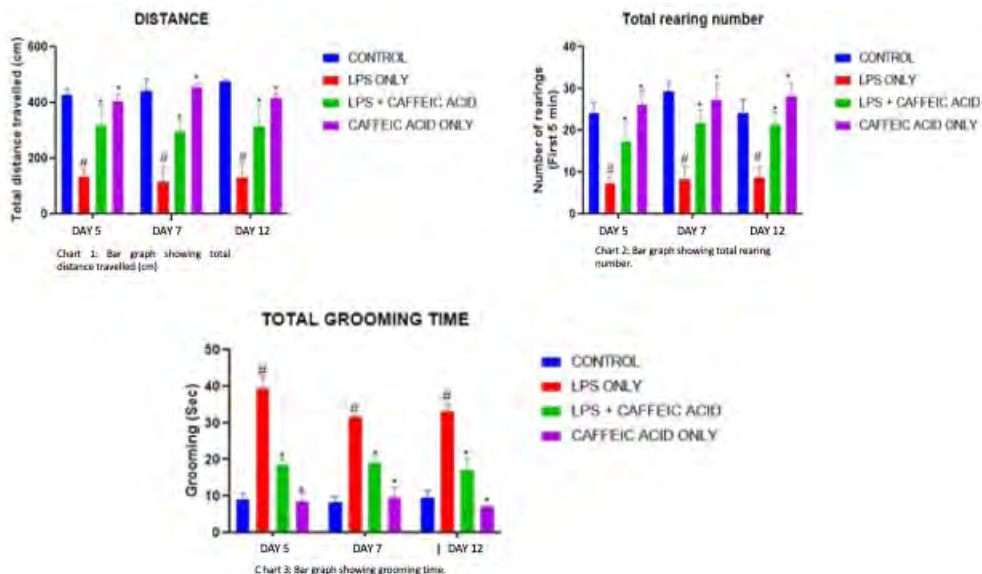 DISTANCE
Total distance travelled (cm)
600
400
200
0
#
*
*
#
*
*
#
*
*
DAY 5
DAY 7
DAY 12
CONTROL
LPS ONLY
LPS + CAFFEIC ACID
CAFFEIC ACID ONLY
Chart 1: Bar graph showing total
distance travelled (cm)
Total rearing number
Number of rearings
(First 5 min)
40
30
20
10
0
#
*
*
#
*
*
#
*
*
DAY 5
DAY 7
DAY 12
CONTROL
LPS ONLY
LPS + CAFFEIC ACID
CAFFEIC ACID ONLY
Chart 2: Bar graph showing total rearing
number.
TOTAL GROOMING TIME
Grooming (Sec)
50
40
30
20
10
0
#
*
*
#
*
*
#
*
*
DAY 5
DAY 7
| DAY 12
CONTROL
LPS ONLY
LPS + CAFFEIC ACID
CAFFEIC ACID ONLY
C hart 3: Bar graph showing grooming time.